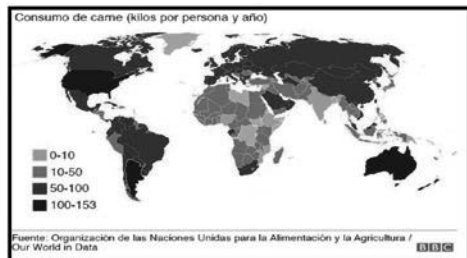 Consumo de carne (kilos por persona y año)
0-10
10-50
50-100
100-153
Fuente: Organización de las Naciones Unidas para la Alimentación y la Agricultura /
Our World in Data
BBC